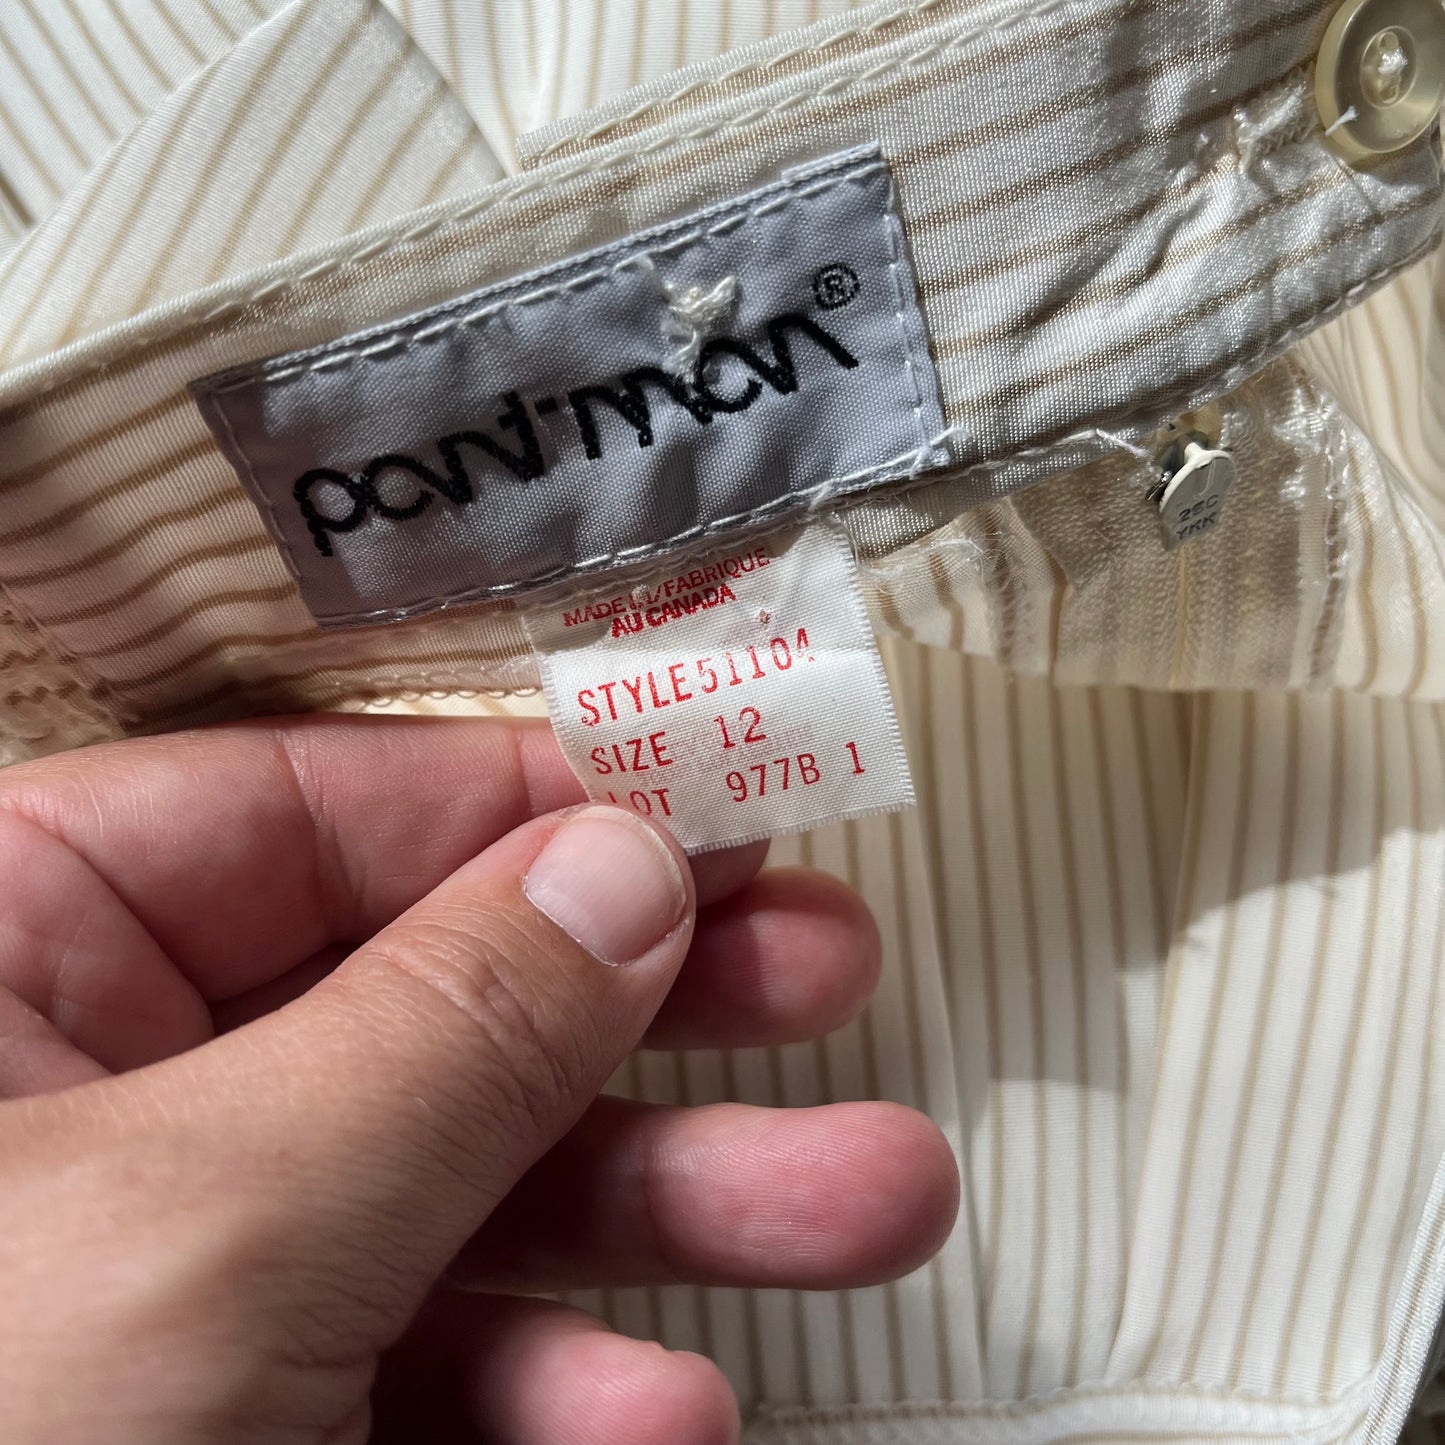 pant-man®
MADE IN/FABRIQUE
AU CANADA
STYLE 51104
SIZE 12
LOT 977B 1
YKK